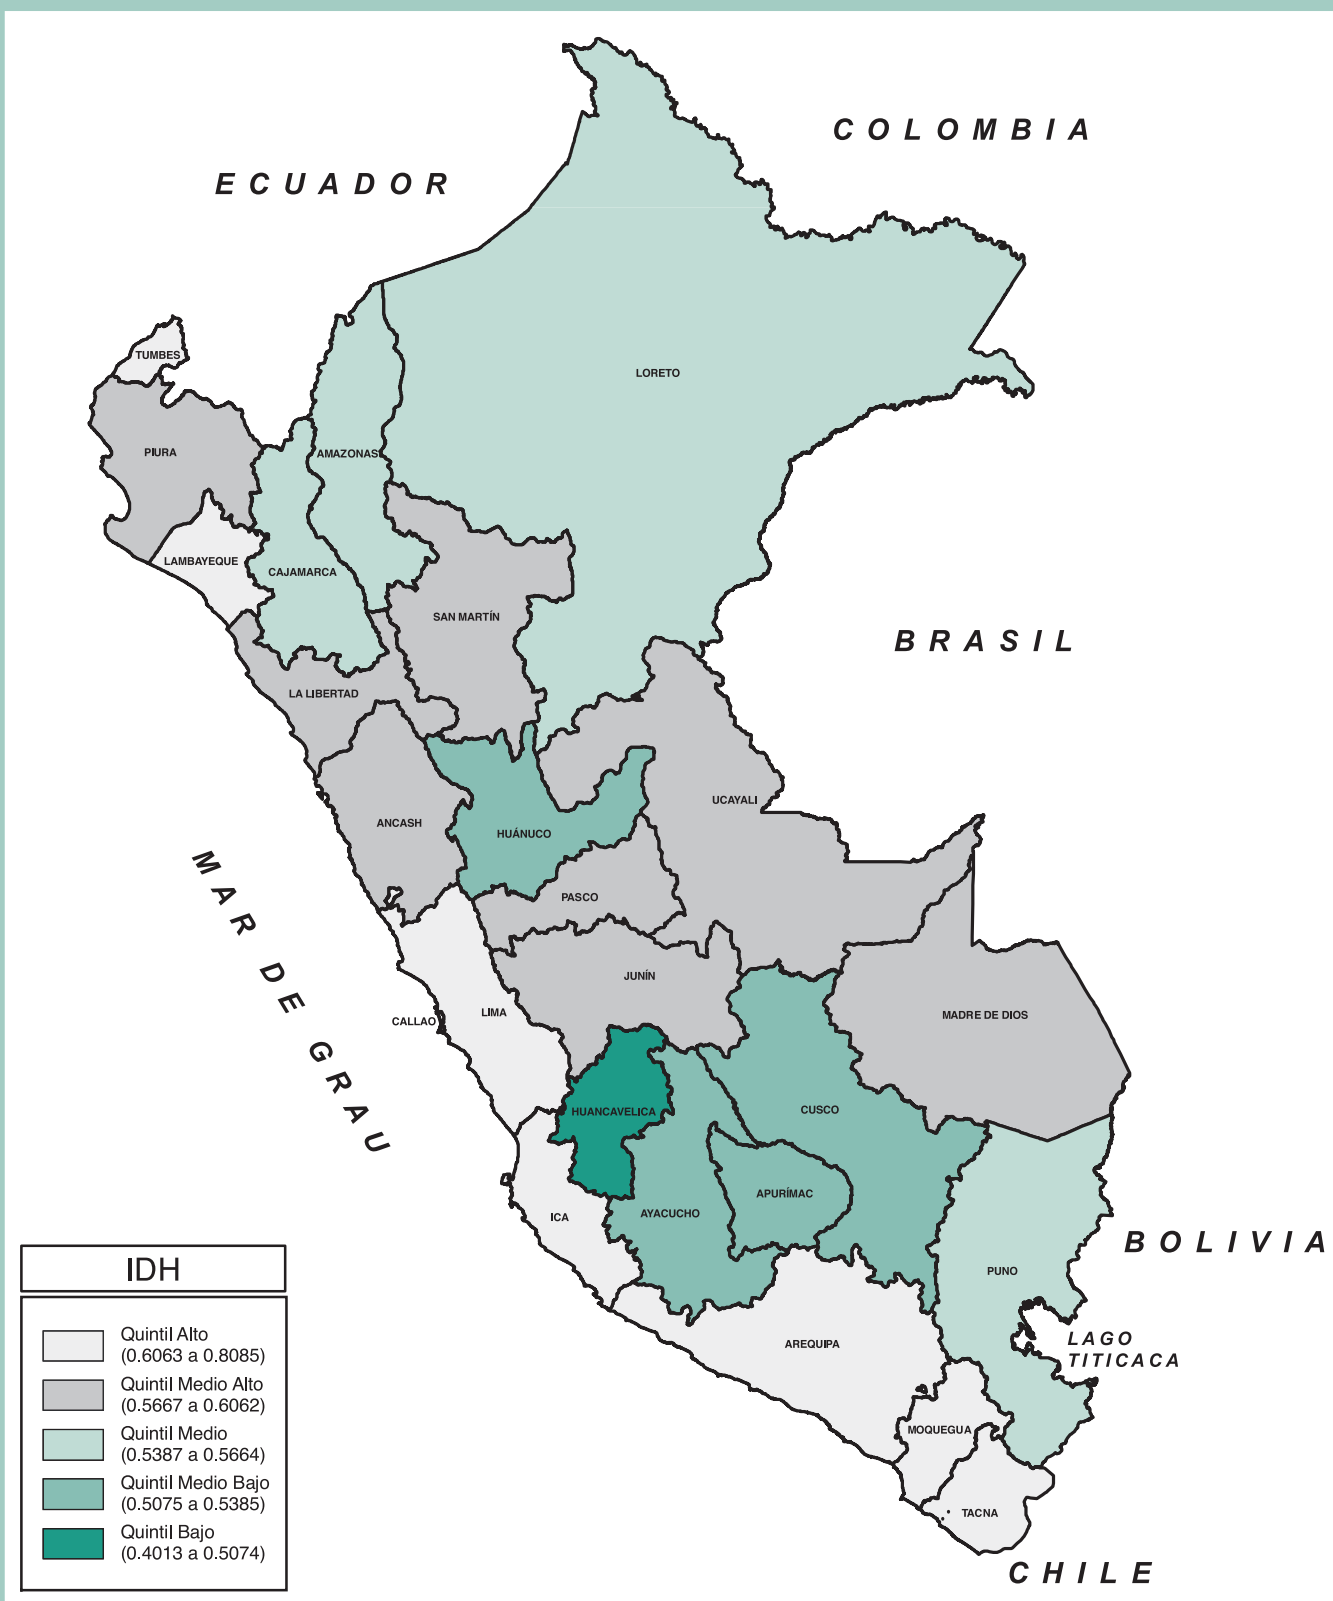 COLOMBIA
ECUADOR
TUMBES
LORETO
PIURA
AMAZONAS
LAMBAYEQUE
CAJAMARCA
SAN MARTÍN
BRASIL
LA LIBERTAD
UCAYALI
ANCASH
HUÁNUCO
MAR DE GRAU
PASCO
JUNÍN
LIMA
MADRE DE DIOS
CALLAO
HUANCAVELICA
CUSCO
APURÍMAC
ICA
AYACUCHO
BOLIVIA
PUNO
LAGO
TITICACA
AREQUIPA
MOQUEGUA
TACNA
CHILE
IDH
Quintil Alto
(0.6063 a 0.8085)
Quintil Medio Alto
(0.5667 a 0.6062)
Quintil Medio
(0.5387 a 0.5664)
Quintil Medio Bajo
(0.5075 a 0.5385)
Quintil Bajo
(0.4013 a 0.5074)